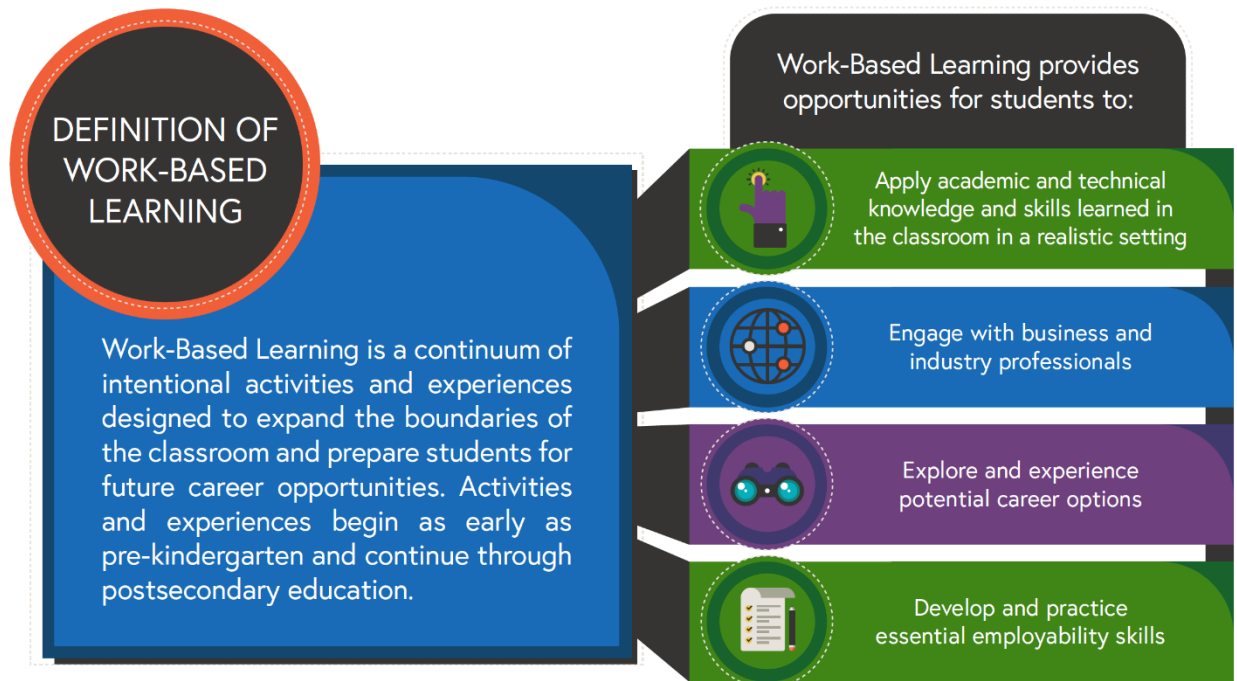 DEFINITION OF
WORK-BASED
LEARNING
Work-Based Learning is a continuum of
intentional activities and experiences
designed to expand the boundaries of
the classroom and prepare students for
future career opportunities. Activities
and experiences begin as early as
pre-kindergarten and continue through
postsecondary education.
Work-Based Learning provides
opportunities for students to:
Apply academic and technical
knowledge and skills learned in
the classroom in a realistic setting
Engage with business and
industry professionals
Explore and experience
potential career options
Develop and practice
essential employability skills